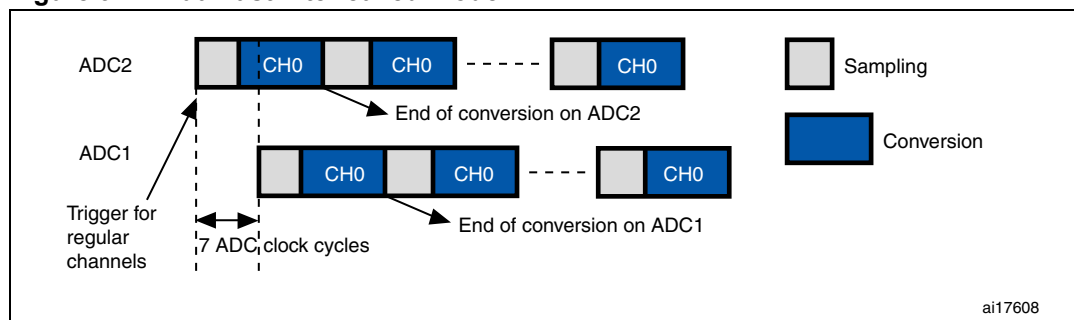 ADC2
CH0
CH0
CH0
Sampling
End of conversion on ADC2
ADC1
CH0
CH0
CH0
Conversion
Trigger for
regular
channels
End of conversion on ADC1
7 ADC clock cycles
ai17608